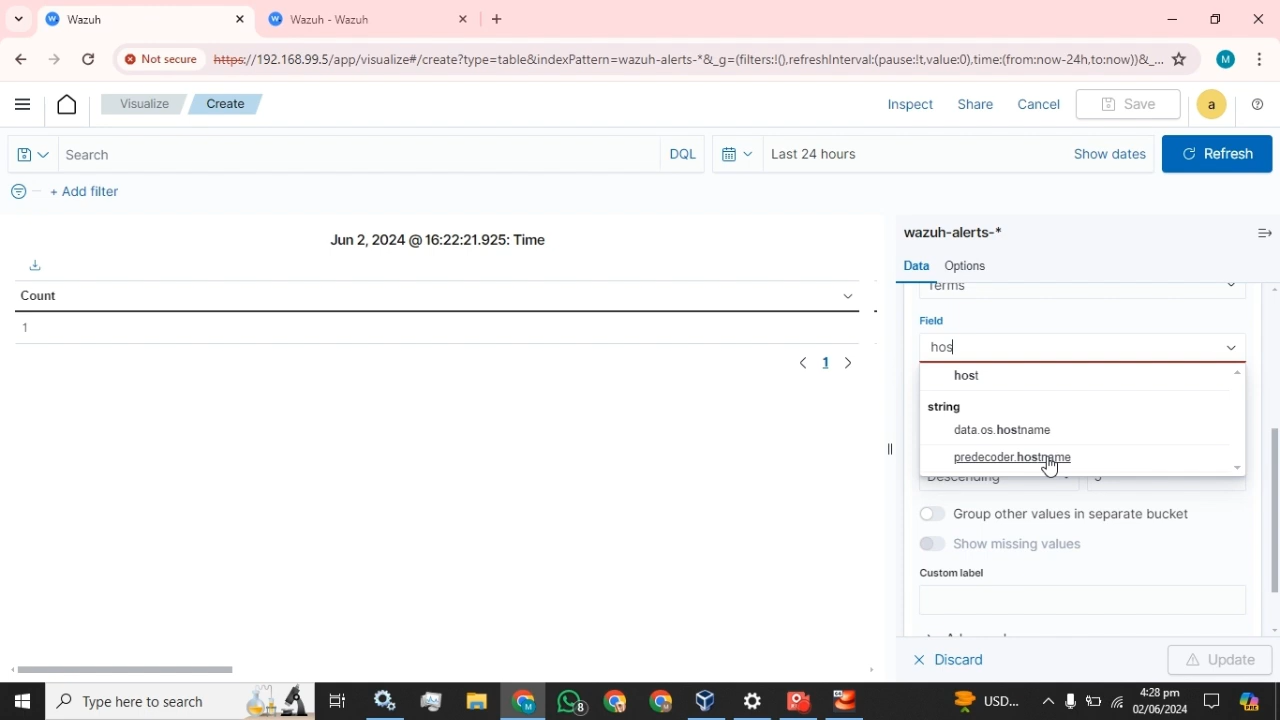 Wazuh
Wazuh - Wazuh
Not secure
https://192.168.99.5/app/visualize#/create?type=table&indexPattern=wazuh-alerts-*&_g=(filters:!(),refreshInterval:(pause:!t,value:0),time:(from:now-24h,to:now))&_...
M
Visualize
Create
Inspect
Share
Cancel
Save
a
Search
DQL
Last 24 hours
Show dates
Refresh
+ Add filter
wazuh-alerts-*
Jun 2, 2024 @ 16:22:21.925: Time
Data
Options
Terms
Count
Field
1
hos
1
host
string
data.os.hostname
predecoder.hostname
Descending
5
Group other values in separate bucket
Show missing values
Custom label
Discard
Update
Type here to search
8
USD...
4:28 pm
02/06/2024